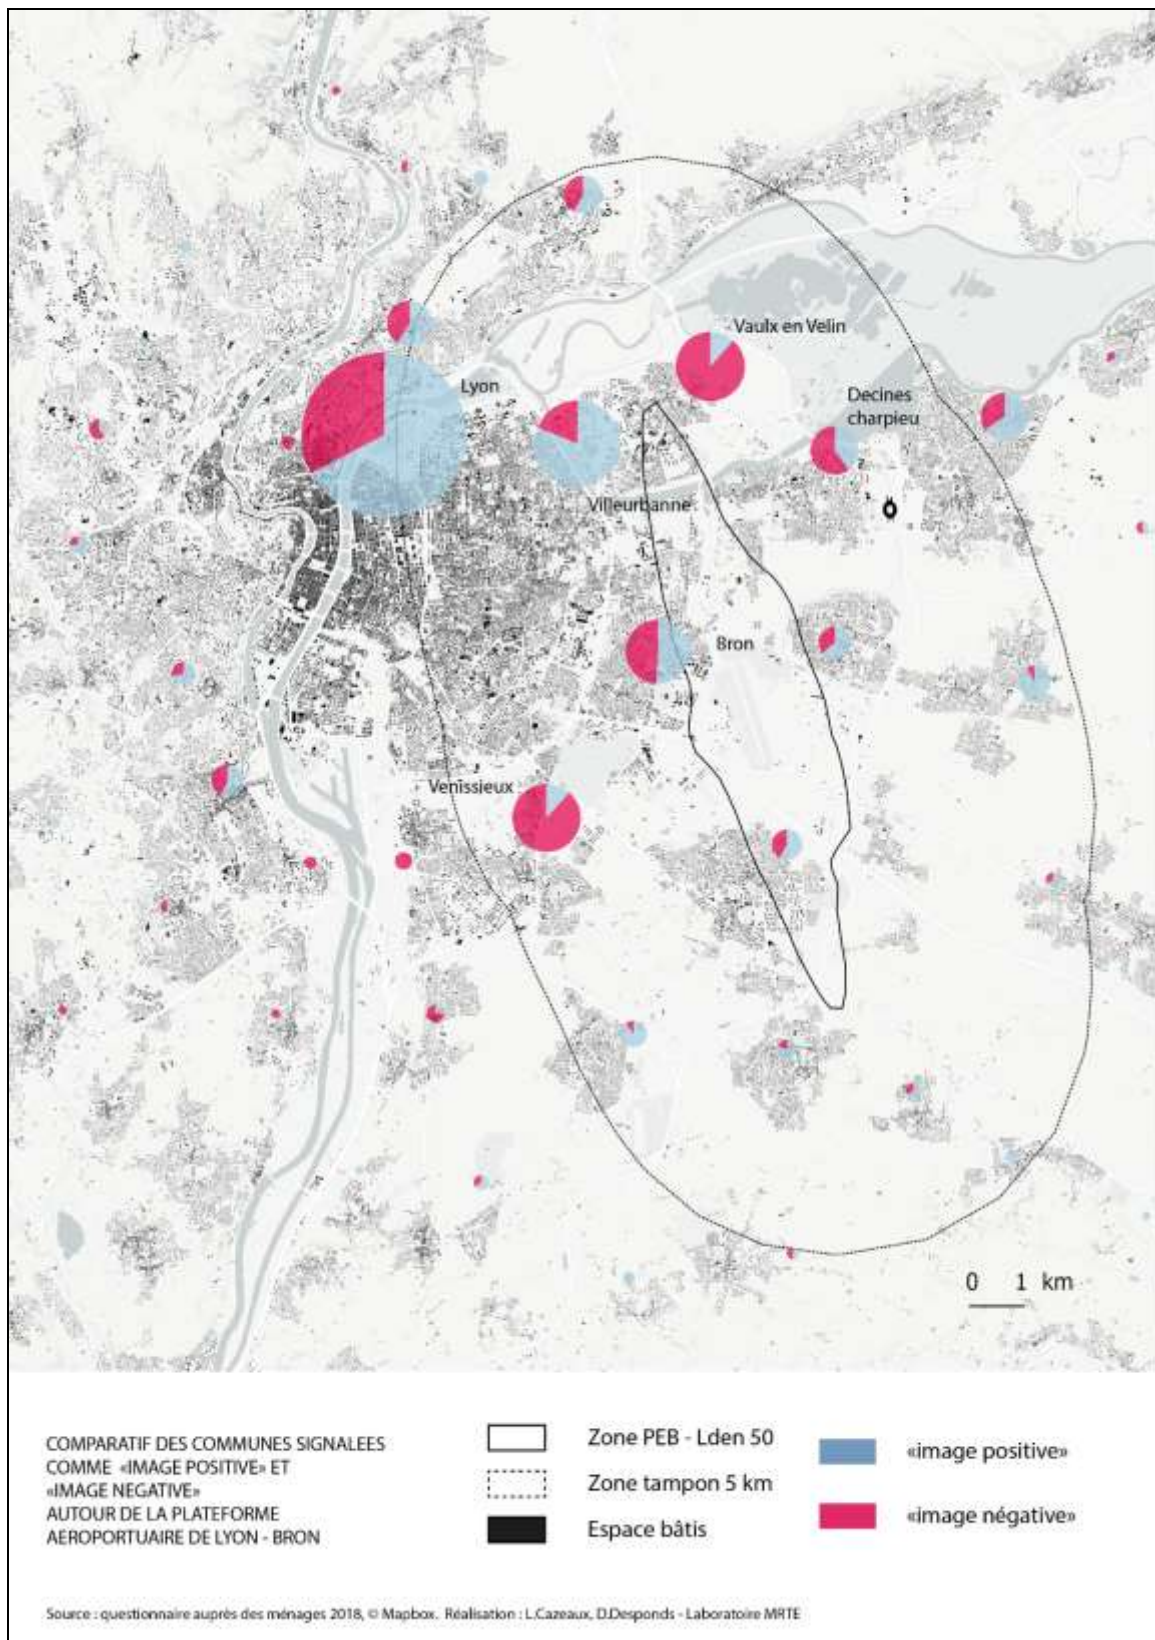 Vaulx en Velin
Lyon
Decines
charpieu
Villeurbanne
Bron
Venissieux
0 1 km
COMPARATIF DES COMMUNES SIGNALEES
COMME «IMAGE POSITIVE» ET
«IMAGE NEGATIVE»
AUTOUR DE LA PLATEFORME
AEROPORTUAIRE DE LYON - BRON
Zone PEB - Lden 50
Zone tampon 5 km
Espace bâtis
«image positive»
«image négative»
Source : questionnaire auprès des ménages 2018, © Mapbox. Réalisation : L.Cazeaux, D.Desponds - Laboratoire MRTE